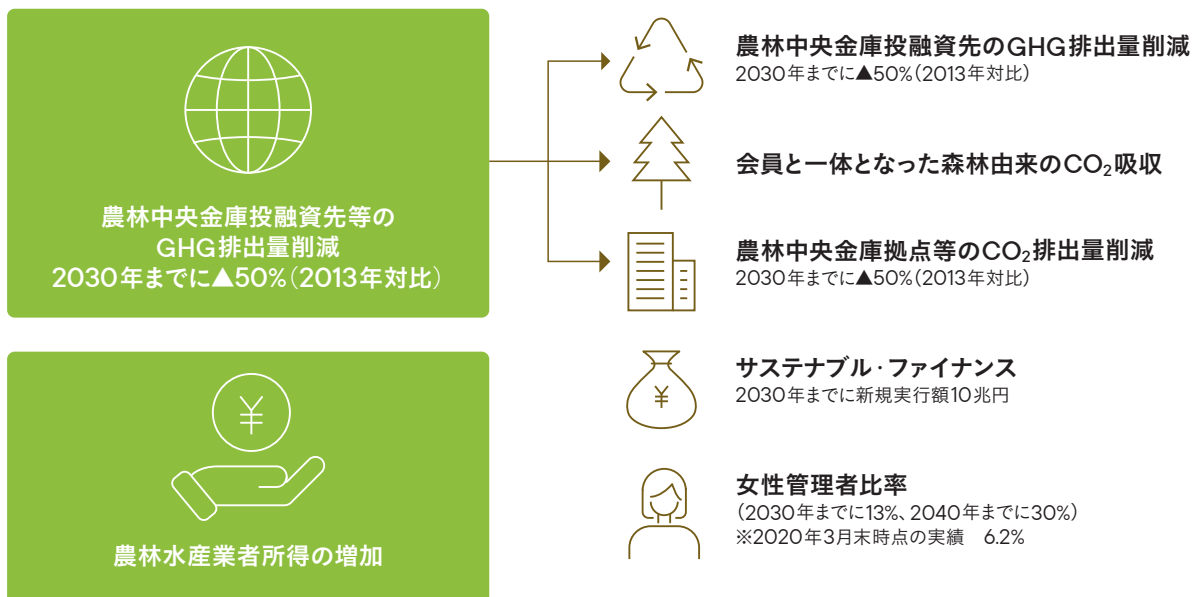 農林中央金庫投融資先等の
GHG排出量削減
2030年までに▲50%（2013年対比）
農林中央金庫投融資先のGHG排出量削減
2030年までに▲50%（2013年対比）
会員と一体となった森林由来のCO₂吸収
農林中央金庫拠点等のCO₂排出量削減
2030年までに▲50%（2013年対比）
¥
農林水産業者所得の増加
¥
サステナブル・ファイナンス
2030年までに新規実行額10兆円
女性管理者比率
（2030年までに13%、2040年までに30%）
※2020年3月末時点の実績　6.2%